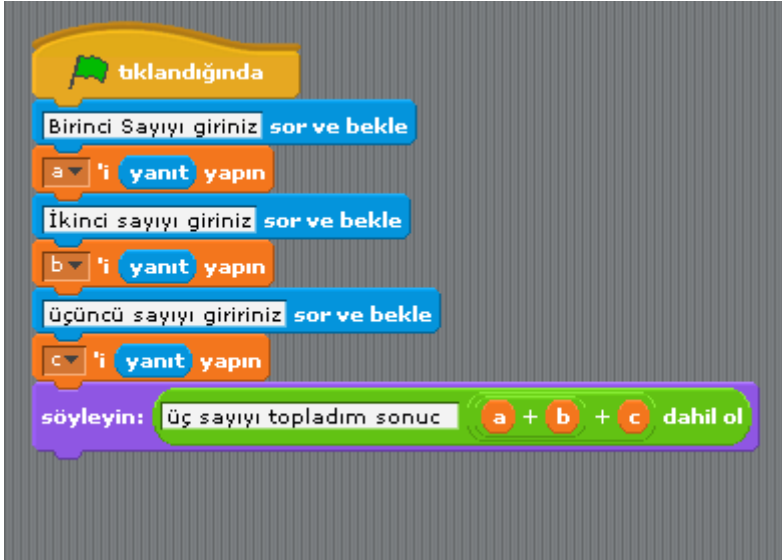 tıklandığında
Birinci Sayıyı giriniz sor ve bekle
a 'i yanıt yapın
İkinci sayıyı giriniz sor ve bekle
b 'i yanıt yapın
üçüncü sayıyı giririniz sor ve bekle
c 'i yanıt yapın
söyleyin: üç sayıyı topladım sonuc a + b + c dahil ol